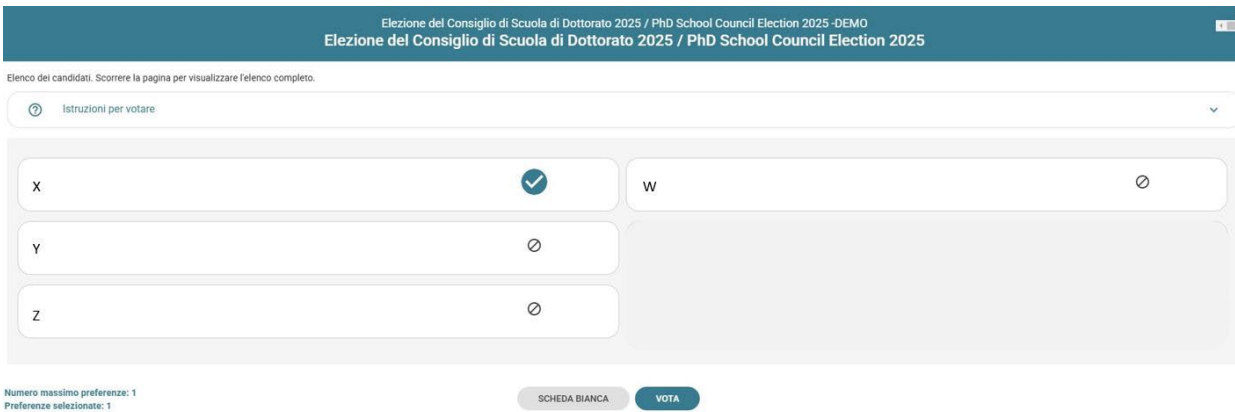 Elezione del Consiglio di Scuola di Dottorato 2025 / PhD School Council Election 2025 -DEMO
Elezione del Consiglio di Scuola di Dottorato 2025 / PhD School Council Election 2025
Elenco dei candidati. Scorrere la pagina per visualizzare l'elenco completo.
Istruzioni per votare
X
W
Y
Z
Numero massimo preferenze: 1
Preferenze selezionate: 1
SCHEDA BIANCA
VOTA